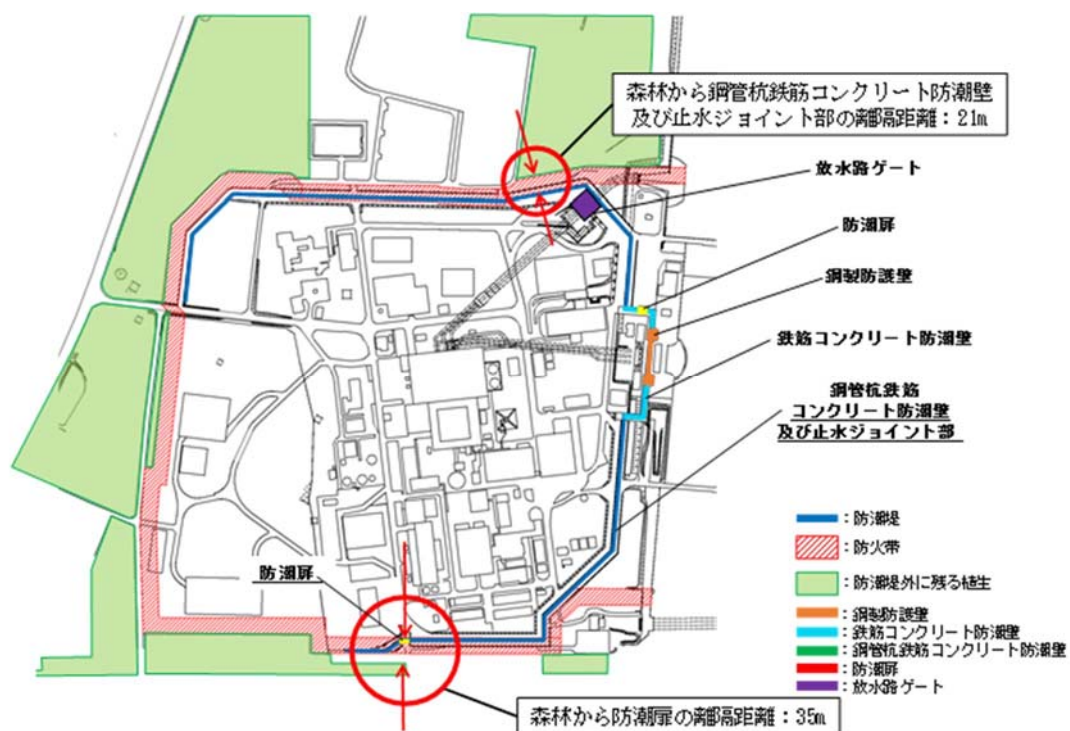 森林から鋼管杭鉄筋コンクリート防潮壁
及び止水ジョイント部の離隔距離：21m
放水路ゲート
防潮扉
鋼製防護壁
鉄筋コンクリート防潮壁
鋼管杭鉄筋
コンクリート防潮壁
及び止水ジョイント部
防潮扉
：防潮堤
：防火帯
：防潮堤外に残る植生
：鋼製防護壁
：鉄筋コンクリート防潮壁
：鋼管杭鉄筋コンクリート防潮壁
：防潮扉
：放水路ゲート
森林から防潮扉の離隔距離：35m